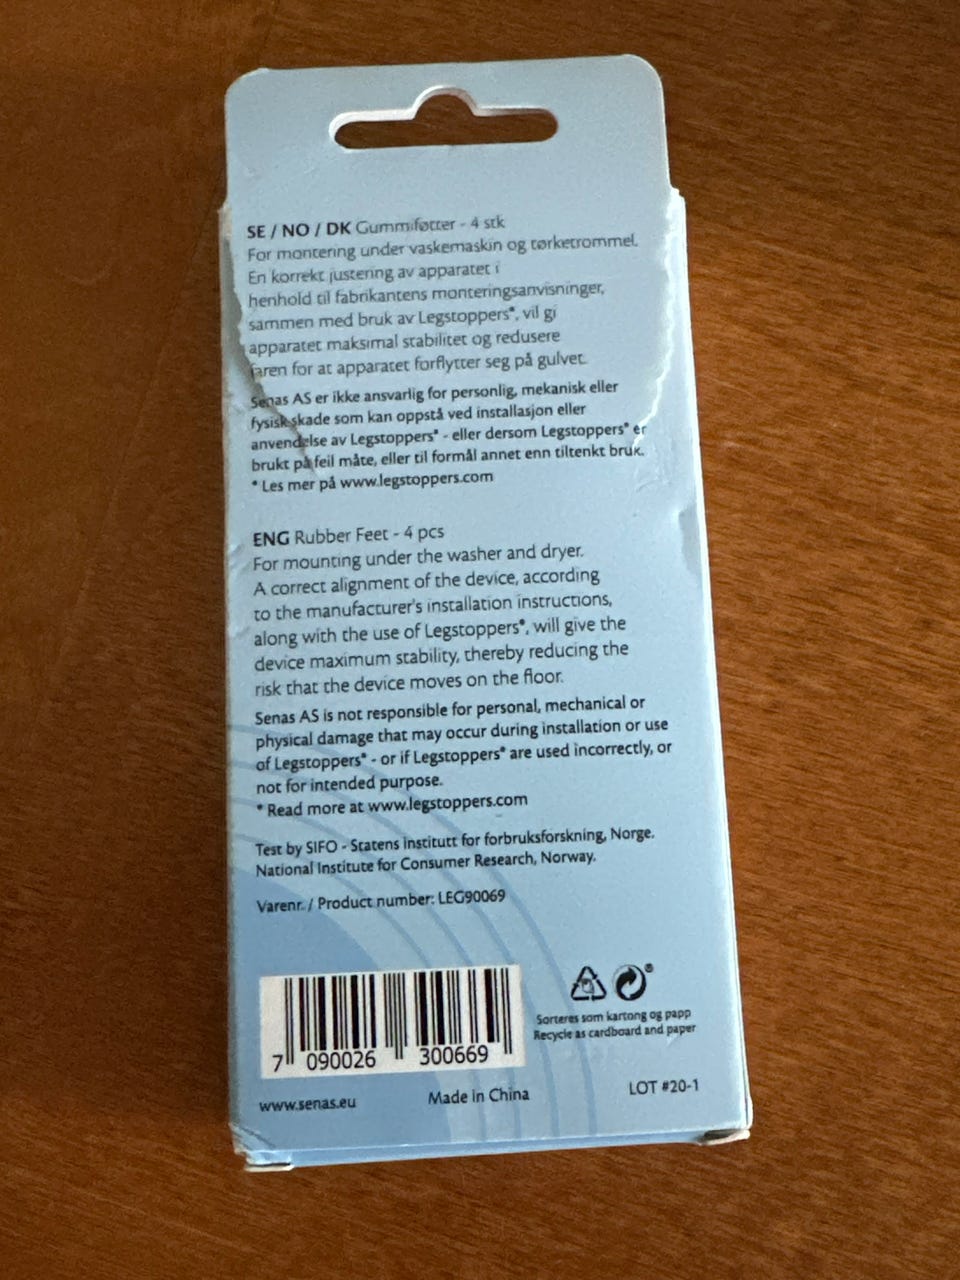 SE / NO / DK Gummiføtter - 4 stk
For montering under vaskemaskin og tørketrommel.
En korrekt justering av apparatet i
henhold til fabrikantens monteringsanvisninger,
sammen med bruk av Legstoppers*, vil gi
apparatet maksimal stabilitet og redusere
faren for at apparatet forflytter seg på gulvet.
Senas AS er ikke ansvarlig for personlig, mekanisk eller
fysisk skade som kan oppstå ved installasjon eller
anvendelse av Legstoppers* - eller dersom Legstoppers* er
brukt på feil måte, eller til formål annet enn tiltenkt bruk.
* Les mer på www.legstoppers.com
ENG Rubber Feet - 4 pcs
For mounting under the washer and dryer.
A correct alignment of the device, according
to the manufacturer's installation instructions,
along with the use of Legstoppers*, will give the
device maximum stability, thereby reducing the
risk that the device moves on the floor.
Senas AS is not responsible for personal, mechanical or
physical damage that may occur during installation or use
of Legstoppers* - or if Legstoppers* are used incorrectly, or
not for intended purpose.
* Read more at www.legstoppers.com
Test by SIFO - Statens institutt for forbruksforskning, Norge.
National Institute for Consumer Research, Norway.
Varenr. / Product number: LEG90069
Sorteres som kartong og papp
Recycle as cardboard and paper
7 090026 300669
www.senas.eu Made in China LOT #20-1